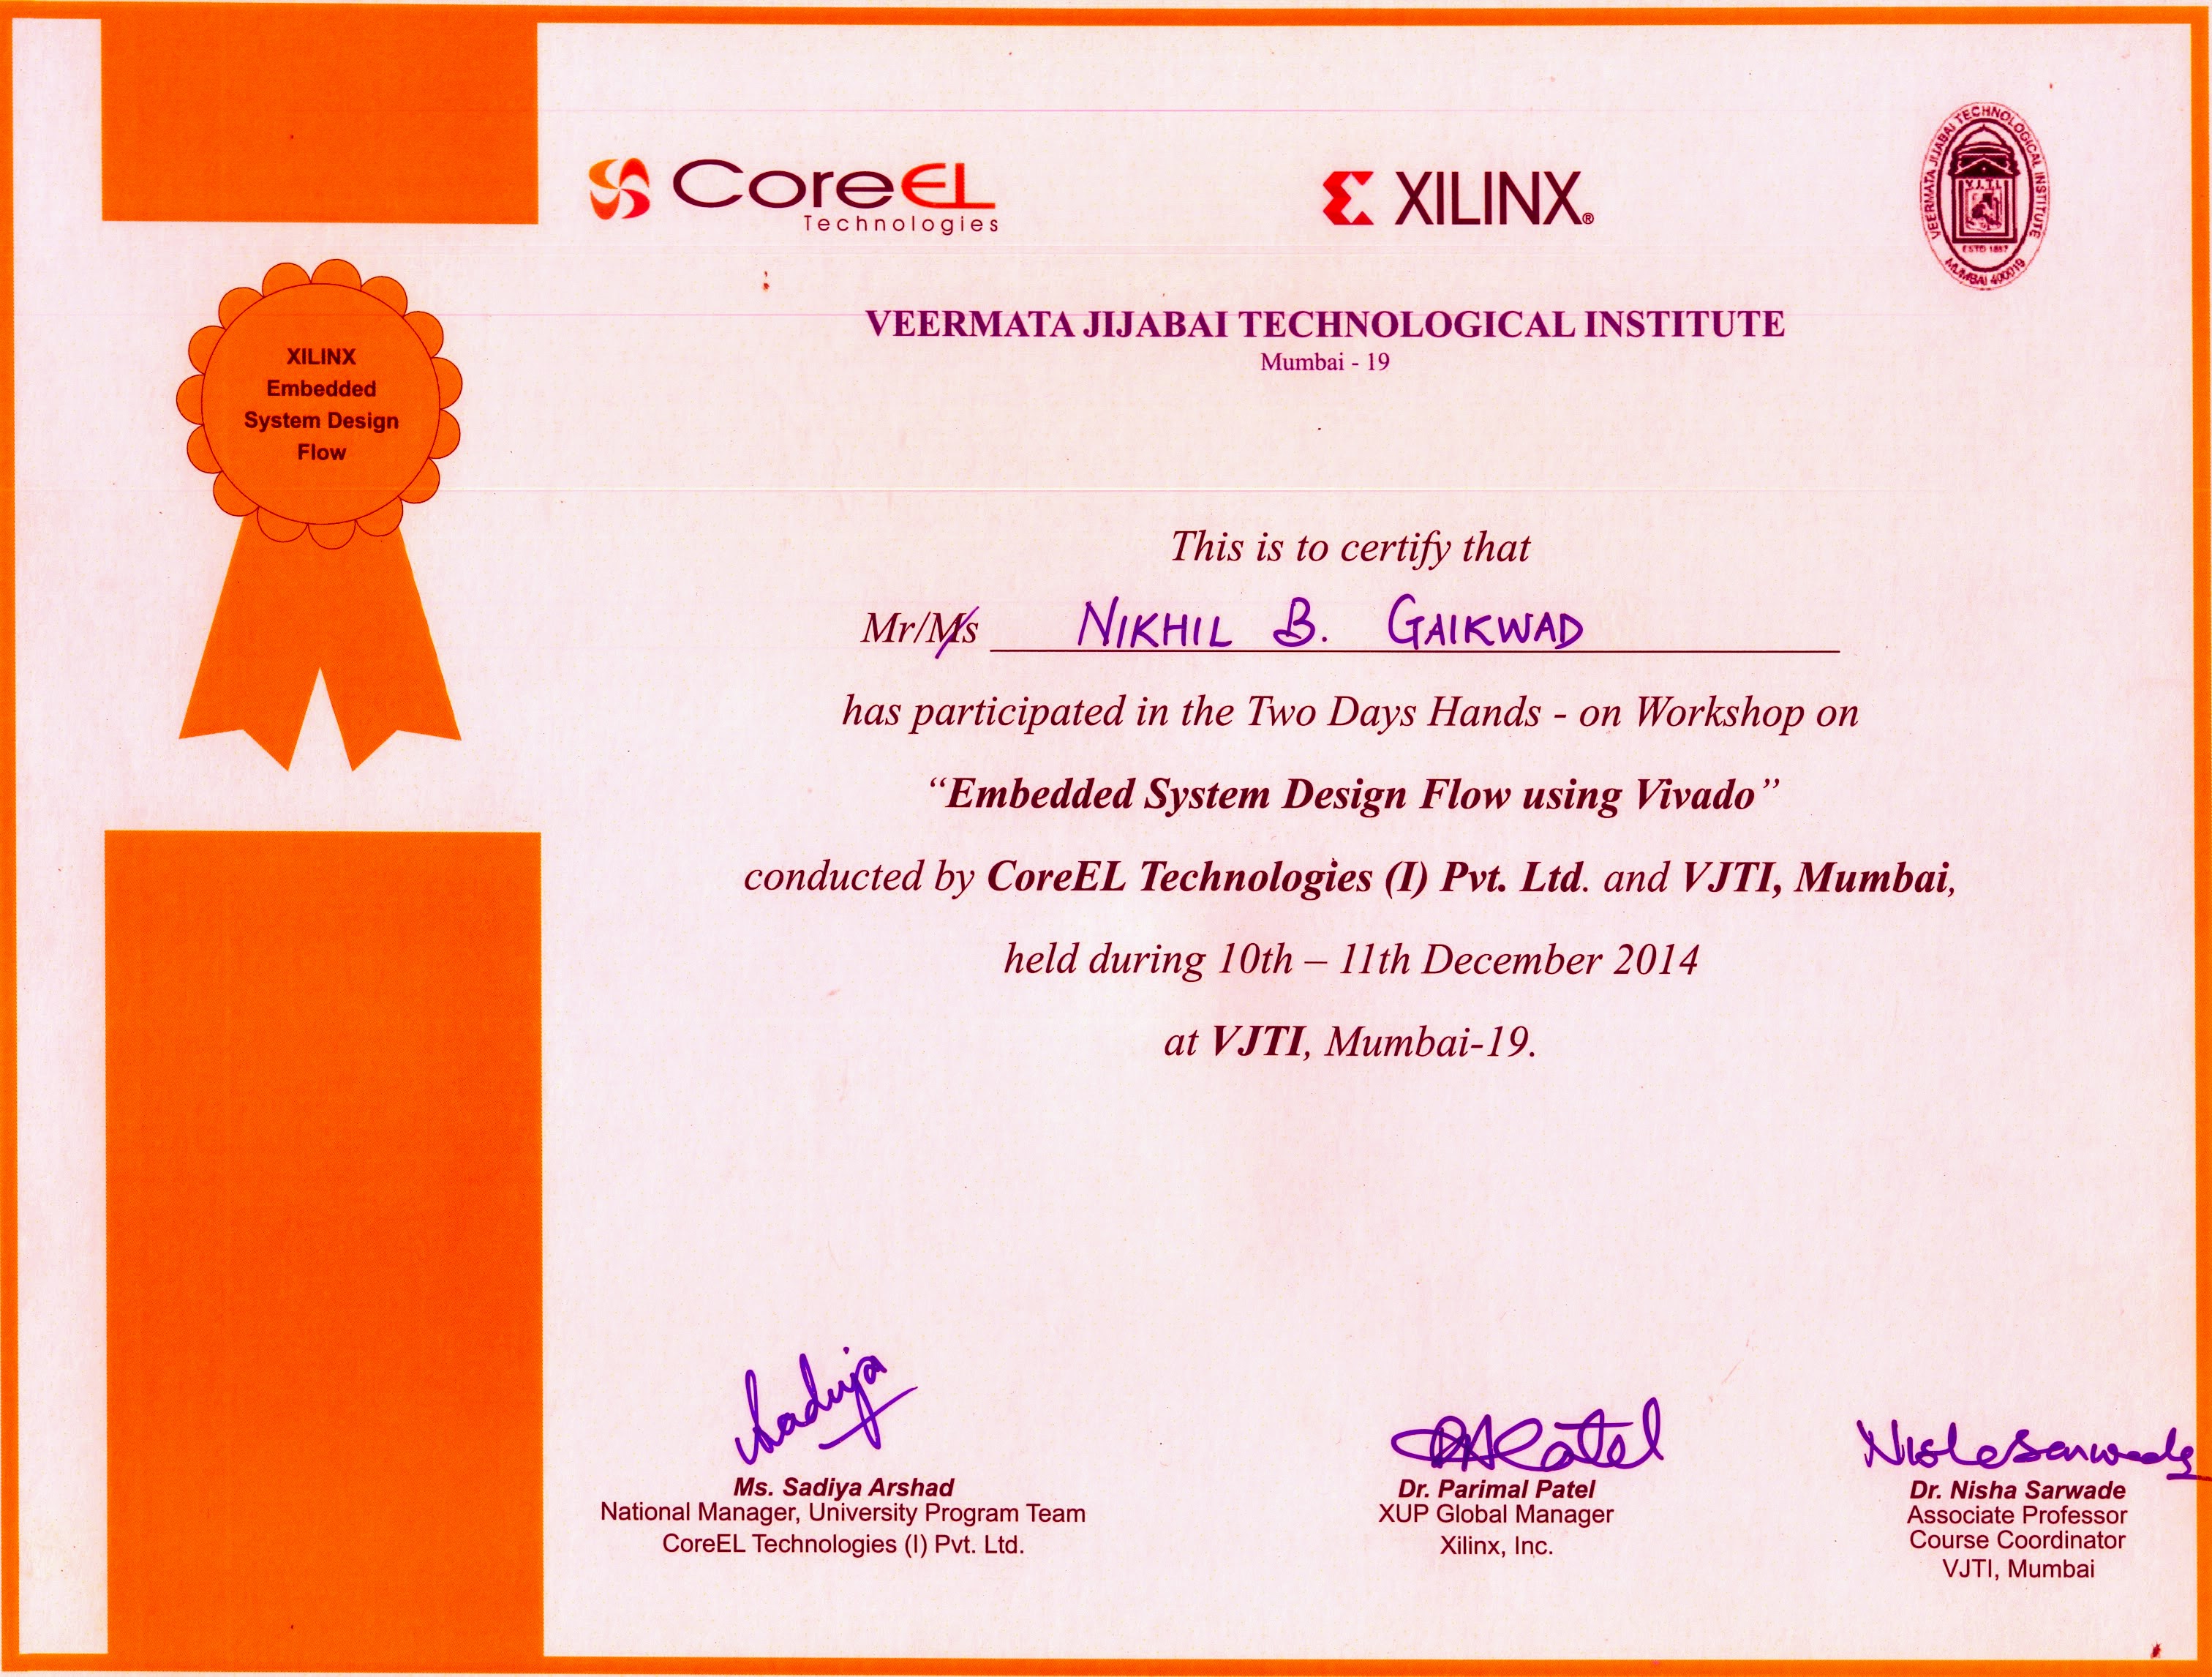 CoreEL
Technologies
XILINX®
VEERMATA JIJABAI TECHNOLOGICAL INSTITUTE
V.J.T.I.
ESTD 1887
MUMBAI 400019
VEERMATA JIJABAI TECHNOLOGICAL INSTITUTE
Mumbai - 19
XILINX
Embedded
System Design
Flow
This is to certify that
Mr/Ms NIKHIL B. GAIKWAD
has participated in the Two Days Hands - on Workshop on
“Embedded System Design Flow using Vivado”
conducted by CoreEL Technologies (I) Pvt. Ltd. and VJTI, Mumbai,
held during 10th – 11th December 2014
at VJTI, Mumbai-19.
Sadiya
PAPatel
Nisha Sarwade
Ms. Sadiya Arshad
National Manager, University Program Team
CoreEL Technologies (I) Pvt. Ltd.
Dr. Parimal Patel
XUP Global Manager
Xilinx, Inc.
Dr. Nisha Sarwade
Associate Professor
Course Coordinator
VJTI, Mumbai